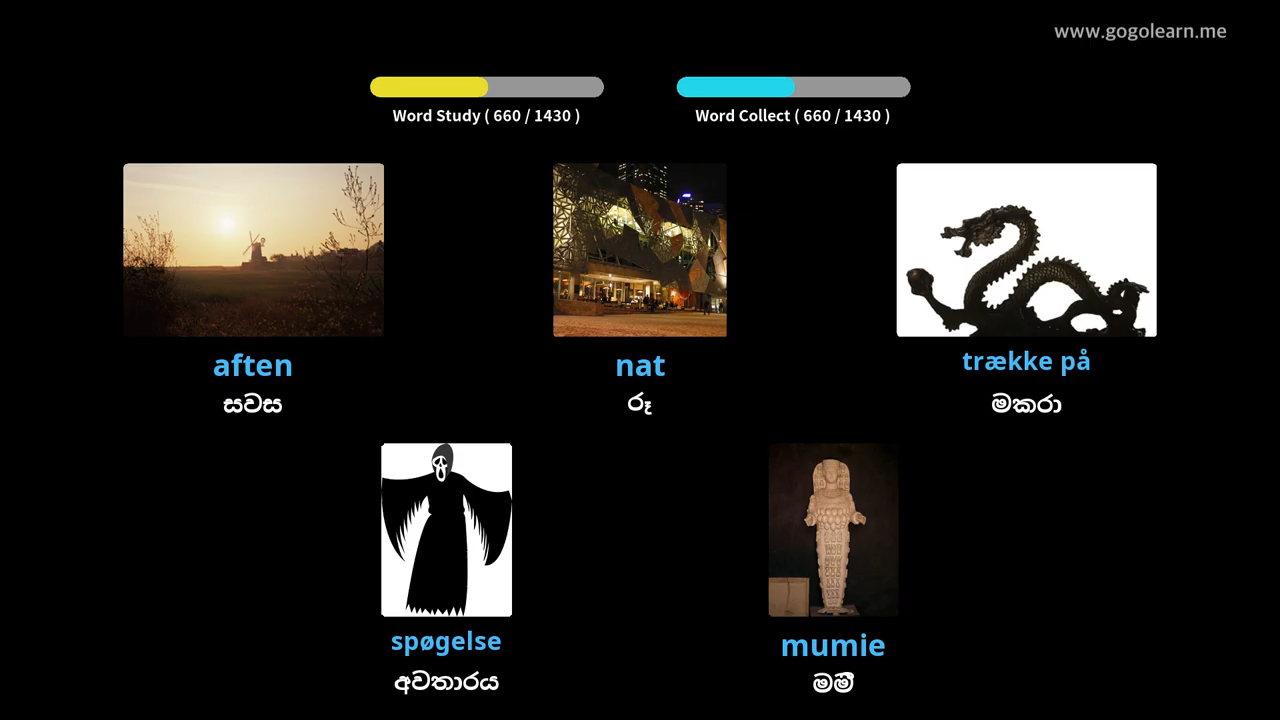 www.gogolearn.me
Word Study ( 660 / 1430 )
Word Collect ( 660 / 1430 )
aften
සවස
nat
රෑ
trække på
මකරා
spøgelse
අවතාරය
mumie
මමී